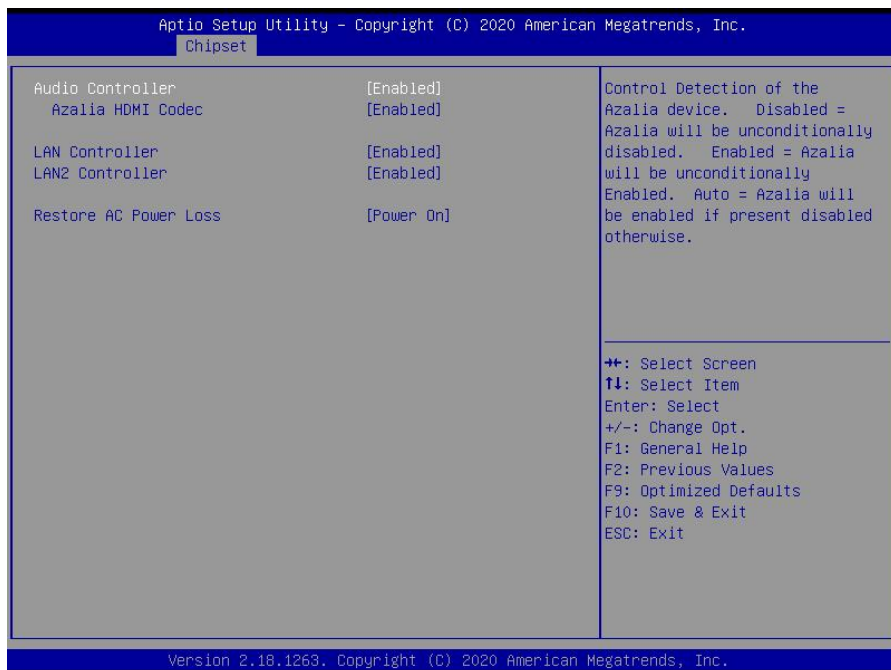 Aptio Setup Utility – Copyright (C) 2020 American Megatrends, Inc.
Chipset
Audio Controller [Enabled]
Azalia HDMI Codec [Enabled]
LAN Controller [Enabled]
LAN2 Controller [Enabled]
Restore AC Power Loss [Power On]
Control Detection of the
Azalia device. Disabled =
Azalia will be unconditionally
disabled. Enabled = Azalia
will be unconditionally
Enabled. Auto = Azalia will
be enabled if present disabled
otherwise.
→←: Select Screen
↑↓: Select Item
Enter: Select
+/-: Change Opt.
F1: General Help
F2: Previous Values
F9: Optimized Defaults
F10: Save & Exit
ESC: Exit
Version 2.18.1263. Copyright (C) 2020 American Megatrends, Inc.